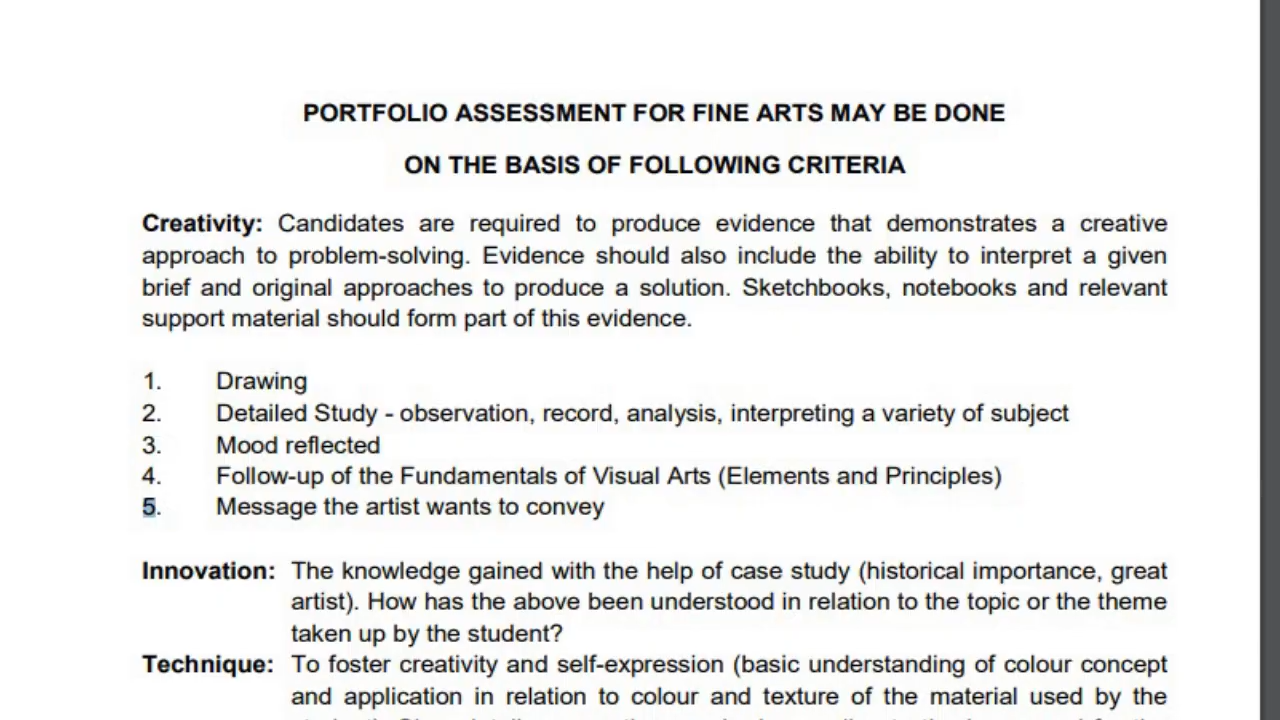 PORTFOLIO ASSESSMENT FOR FINE ARTS MAY BE DONE
ON THE BASIS OF FOLLOWING CRITERIA
Creativity: Candidates are required to produce evidence that demonstrates a creative
approach to problem-solving. Evidence should also include the ability to interpret a given
brief and original approaches to produce a solution. Sketchbooks, notebooks and relevant
support material should form part of this evidence.
1. Drawing
2. Detailed Study - observation, record, analysis, interpreting a variety of subject
3. Mood reflected
4. Follow-up of the Fundamentals of Visual Arts (Elements and Principles)
5. Message the artist wants to convey
Innovation: The knowledge gained with the help of case study (historical importance, great
artist). How has the above been understood in relation to the topic or the theme
taken up by the student?
Technique: To foster creativity and self-expression (basic understanding of colour concept
and application in relation to colour and texture of the material used by the